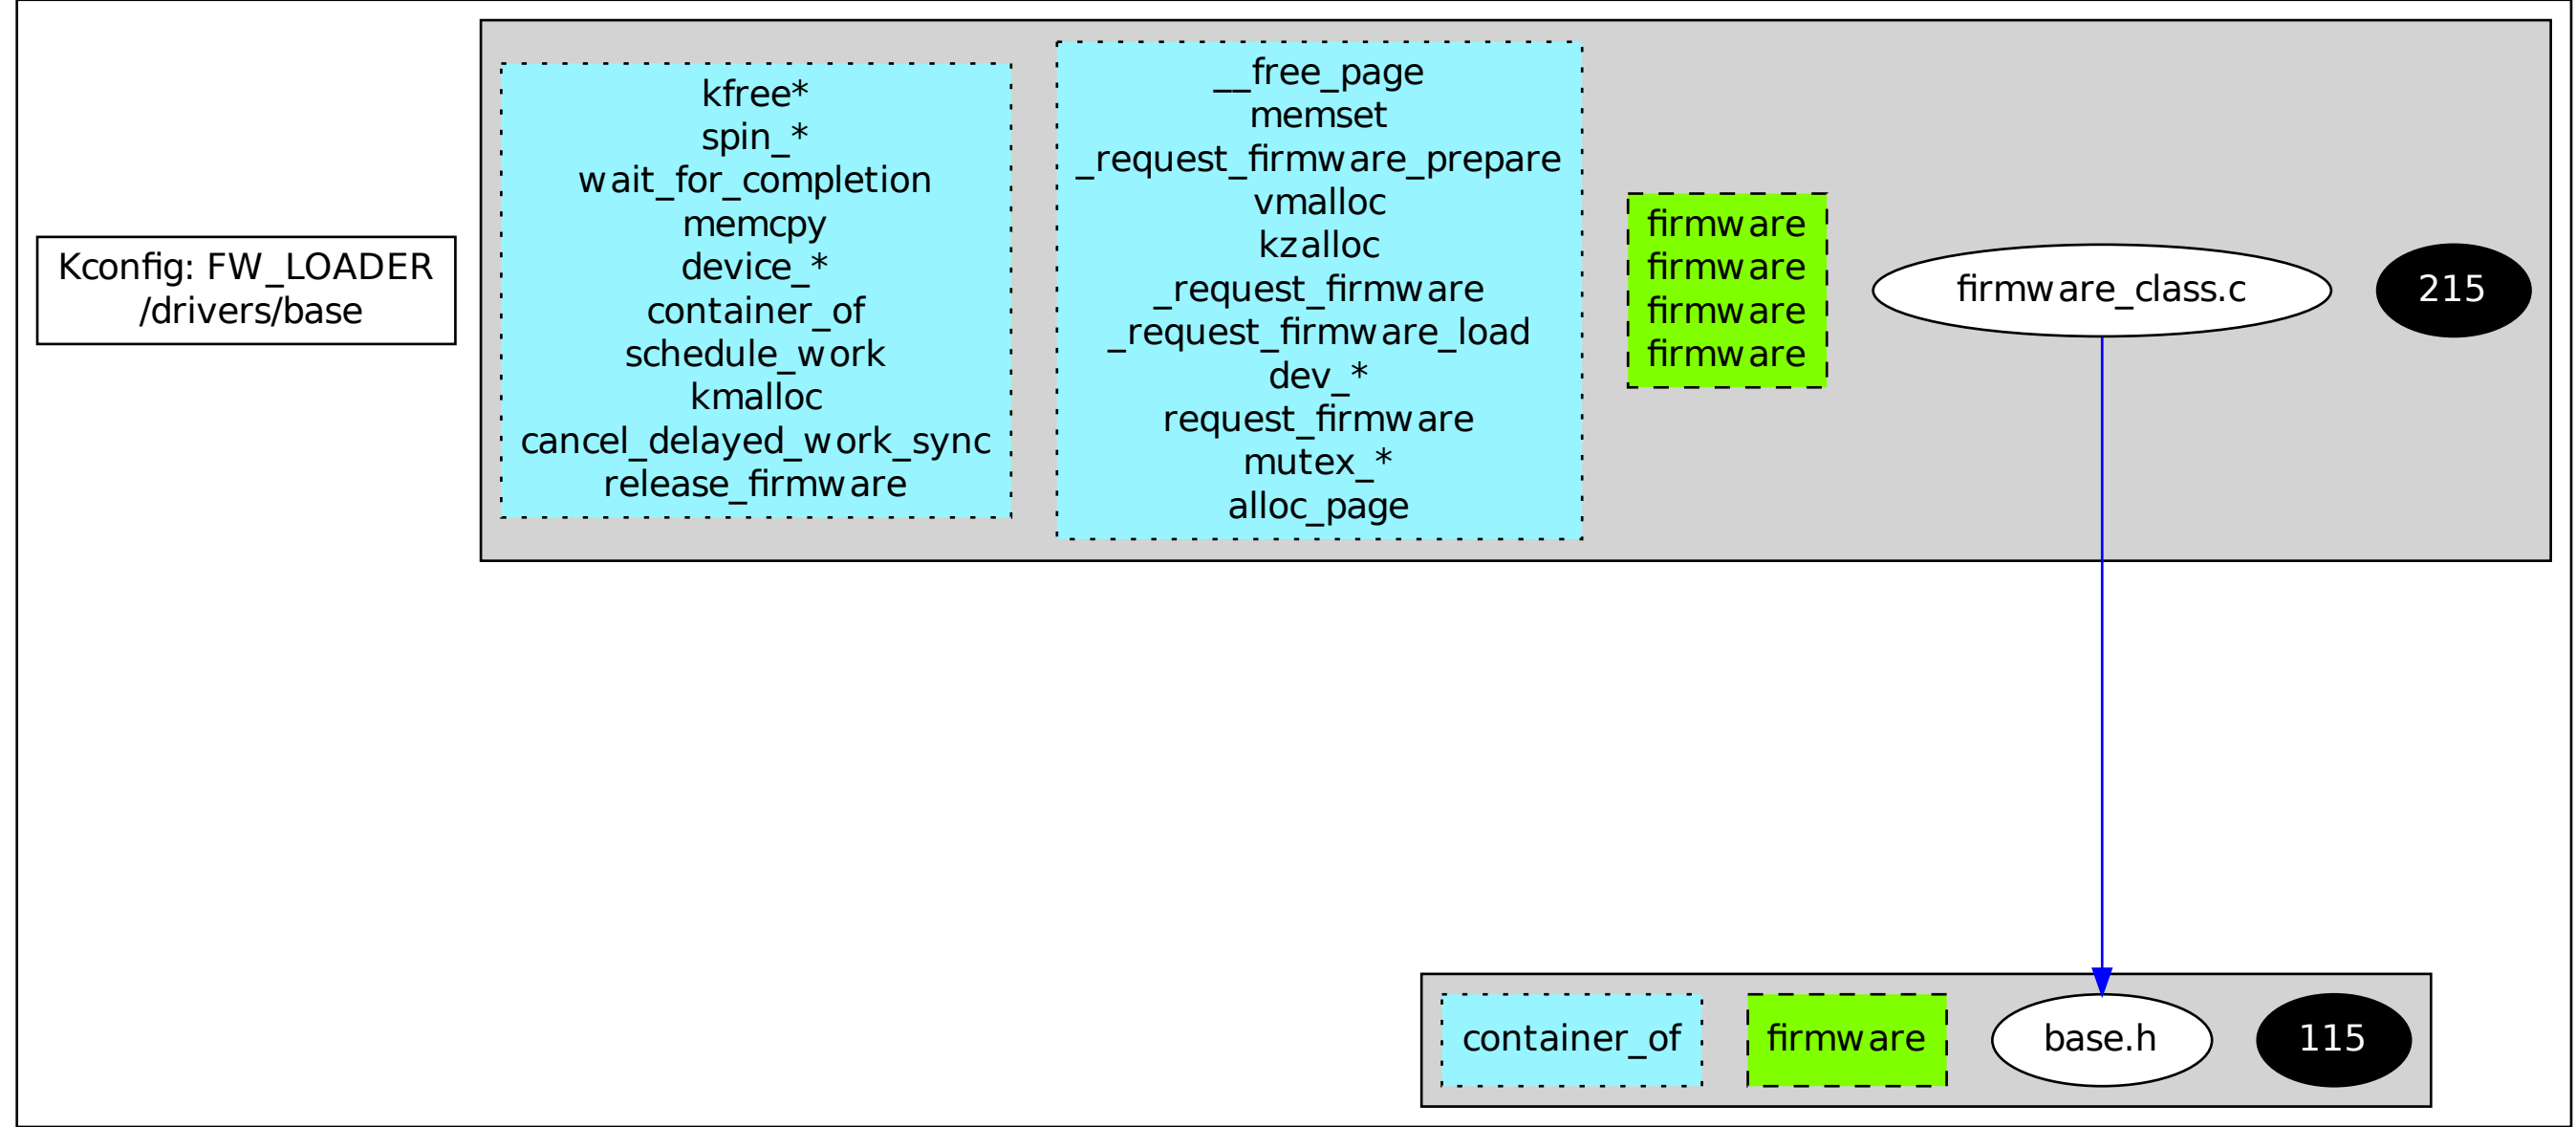 Kconfig: FW_LOADER
/drivers/base
kfree*
spin_*
wait_for_completion
memcpy
device_*
container_of
schedule_work
kmalloc
cancel_delayed_work_sync
release_firmware
__free_page
memset
_request_firmware_prepare
vmalloc
kzalloc
_request_firmware
_request_firmware_load
dev_*
request_firmware
mutex_*
alloc_page
firmware
firmware
firmware
firmware
firmware_class.c
215
container_of
firmware
base.h
115